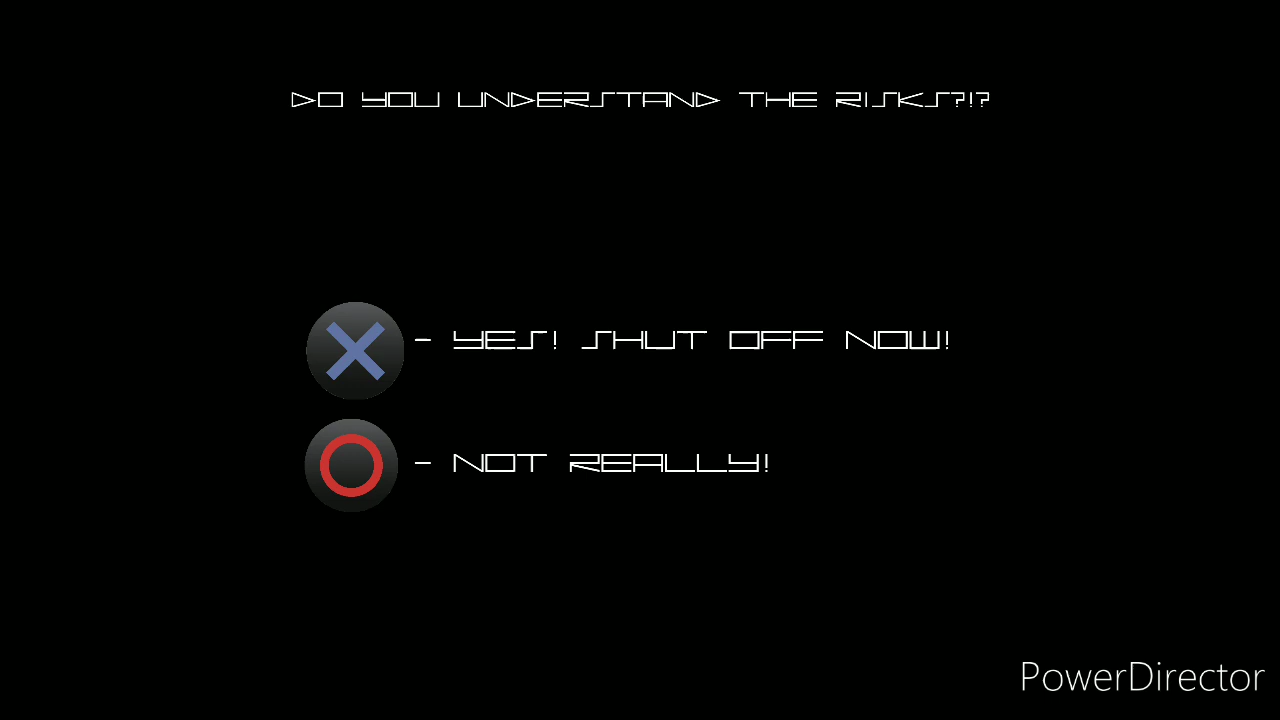 DO YOU UNDERSTAND THE RISKS?!?
- YES! SHUT OFF NOW!
- NOT REALLY!
PowerDirector